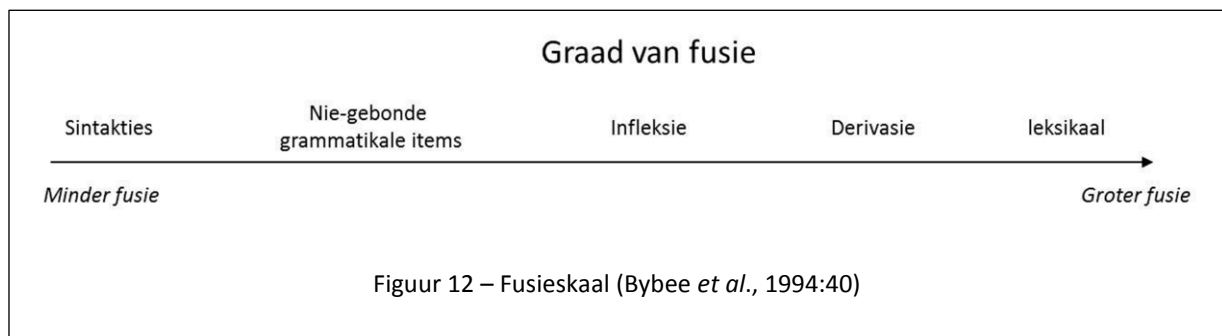 Graad van fusie
Sintakties
Nie-gebonde
grammatikale items
Infleksie
Derivasie
leksikaal
Minder fusie
Groter fusie
Figuur 12 – Fusieskaal (Bybee et al., 1994:40)